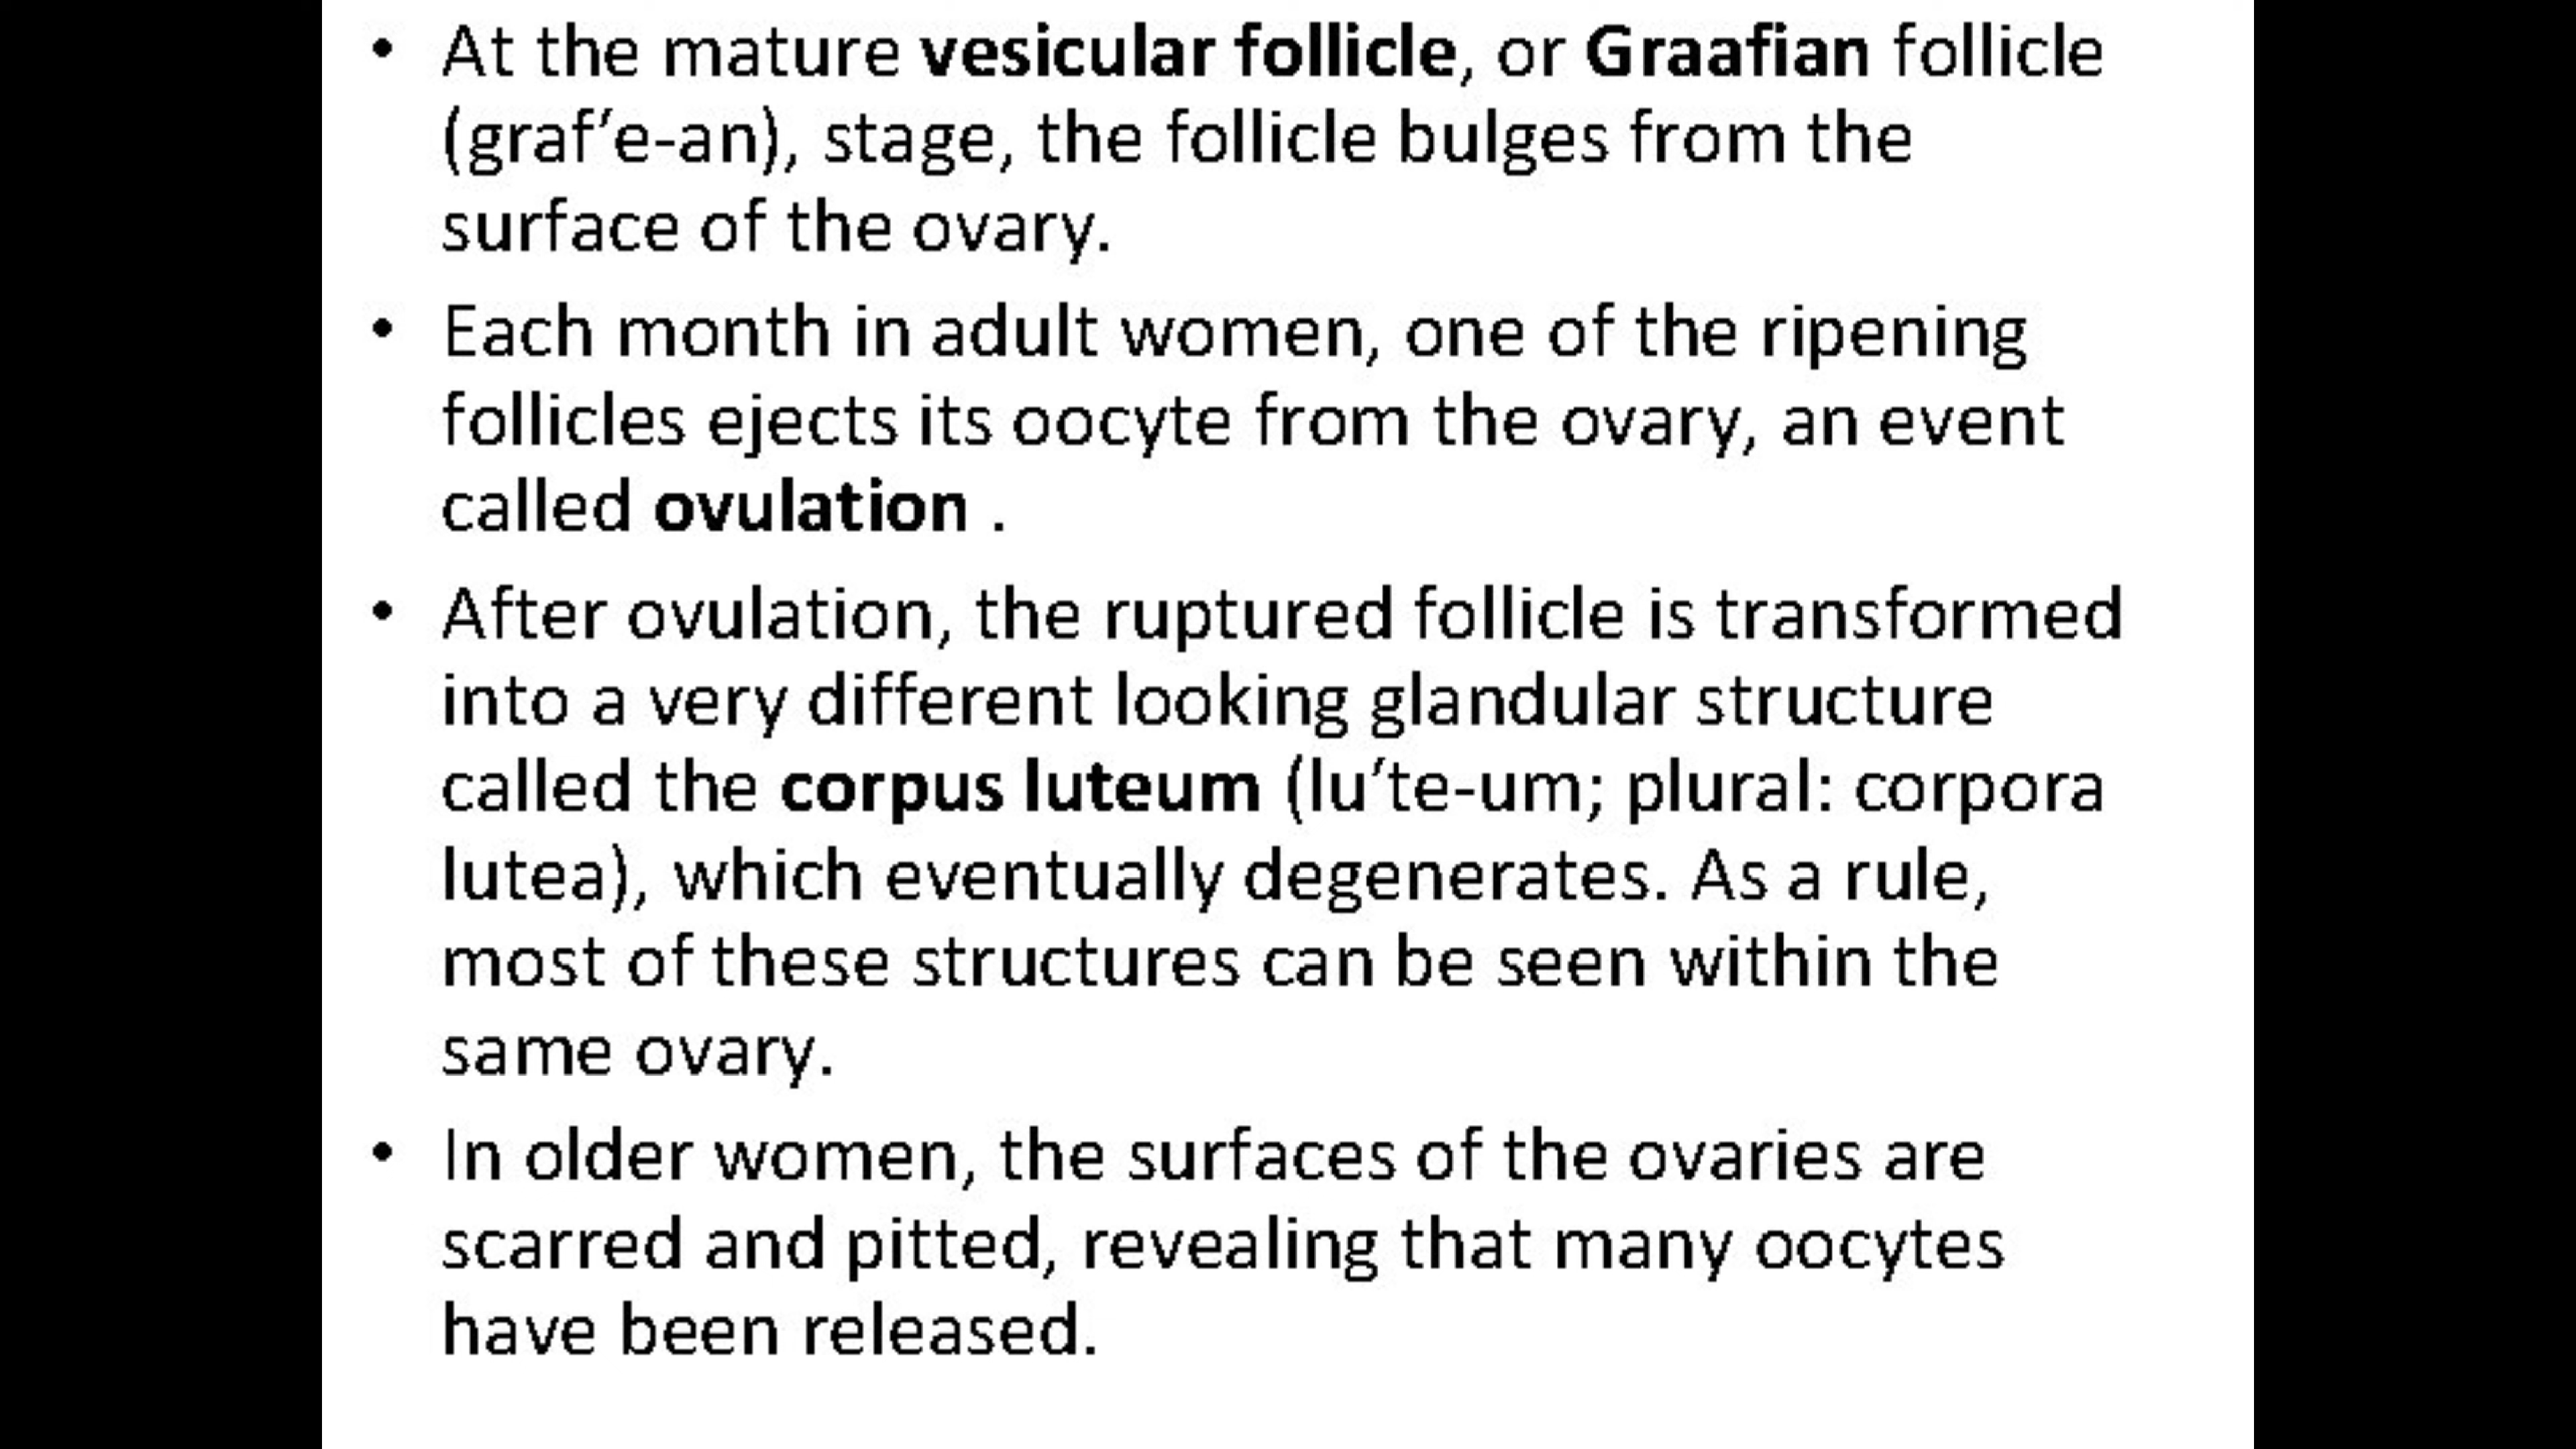 • At the mature vesicular follicle, or Graafian follicle
(graf′e-an), stage, the follicle bulges from the
surface of the ovary.
• Each month in adult women, one of the ripening
follicles ejects its oocyte from the ovary, an event
called ovulation .
• After ovulation, the ruptured follicle is transformed
into a very different looking glandular structure
called the corpus luteum (lu′te-um; plural: corpora
lutea), which eventually degenerates. As a rule,
most of these structures can be seen within the
same ovary.
• In older women, the surfaces of the ovaries are
scarred and pitted, revealing that many oocytes
have been released.